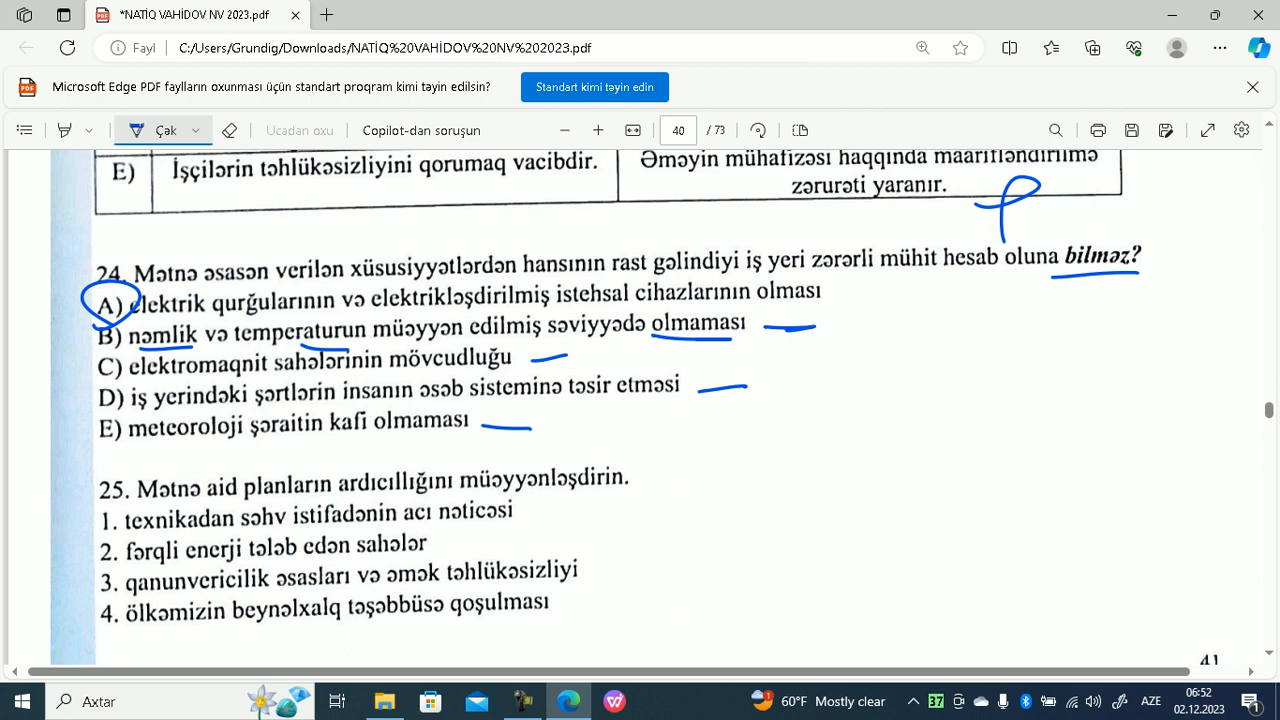 *NATİQ VAHİDOV NV 2023.pdf
Fayl C:/Users/Grundig/Downloads/NATİQ%20VAHİDOV%20NV%202023.pdf
Microsoft Edge PDF faylların oxunması üçün standart proqram kimi təyin edilsin? Standart kimi təyin edin
Çək Ucadan oxu Copilot-dan soruşun 40 / 73
E) İşçilərin təhlükəsizliyini qorumaq vacibdir. Əməyin mühafizəsi haqqında maarifləndirilmə
zərurəti yaranır.
24. Mətnə əsasən verilən xüsusiyyətlərdən hansının rast gəlindiyi iş yeri zərərli mühit hesab oluna bilməz?
A) elektrik qurğularının və elektrikləşdirilmiş istehsal cihazlarının olması
B) nəmlik və temperaturun müəyyən edilmiş səviyyədə olmaması
C) elektromaqnit sahələrinin mövcudluğu
D) iş yerindəki şərtlərin insanın əsəb sisteminə təsir etməsi
E) meteoroloji şəraitin kafi olmaması
25. Mətnə aid planların ardıcıllığını müəyyənləşdirin.
1. texnikadan səhv istifadənin acı nəticəsi
2. fərqli enerji tələb edən sahələr
3. qanunvericilik əsasları və əmək təhlükəsizliyi
4. ölkəmizin beynəlxalq təşəbbüsə qoşulması
41
Axtar 60°F Mostly clear 37 AZE 06:52
02.12.2023